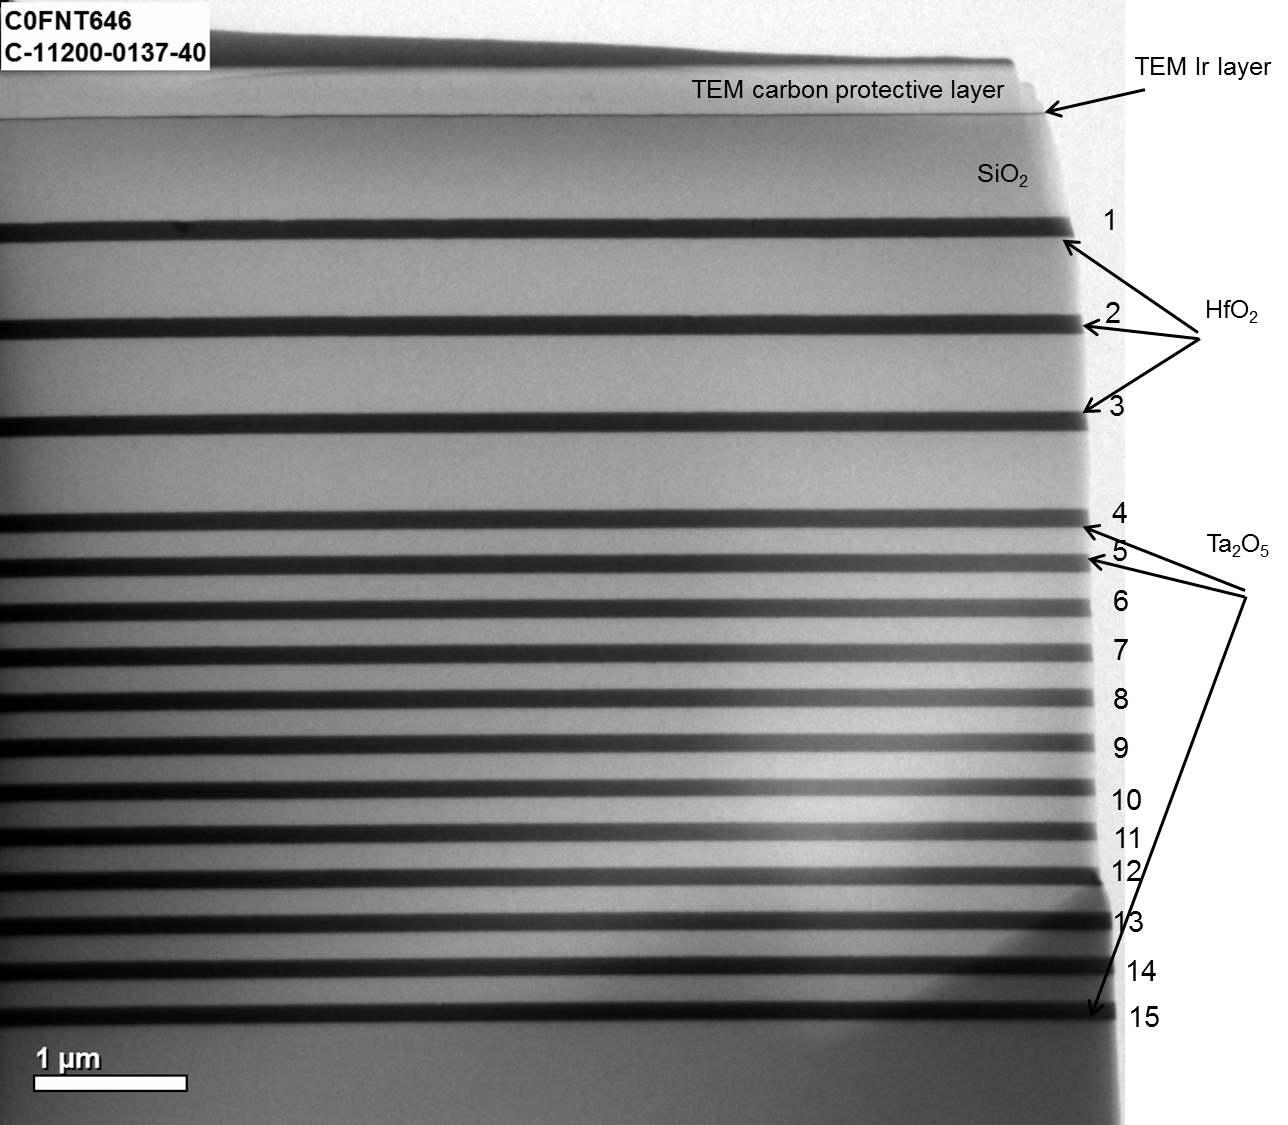 C0FNT646
C-11200-0137-40
TEM Ir layer
TEM carbon protective layer
SiO₂
1
2
HfO₂
3
4
Ta₂O₅
5
6
7
8
9
10
11
12
13
14
15
1 µm